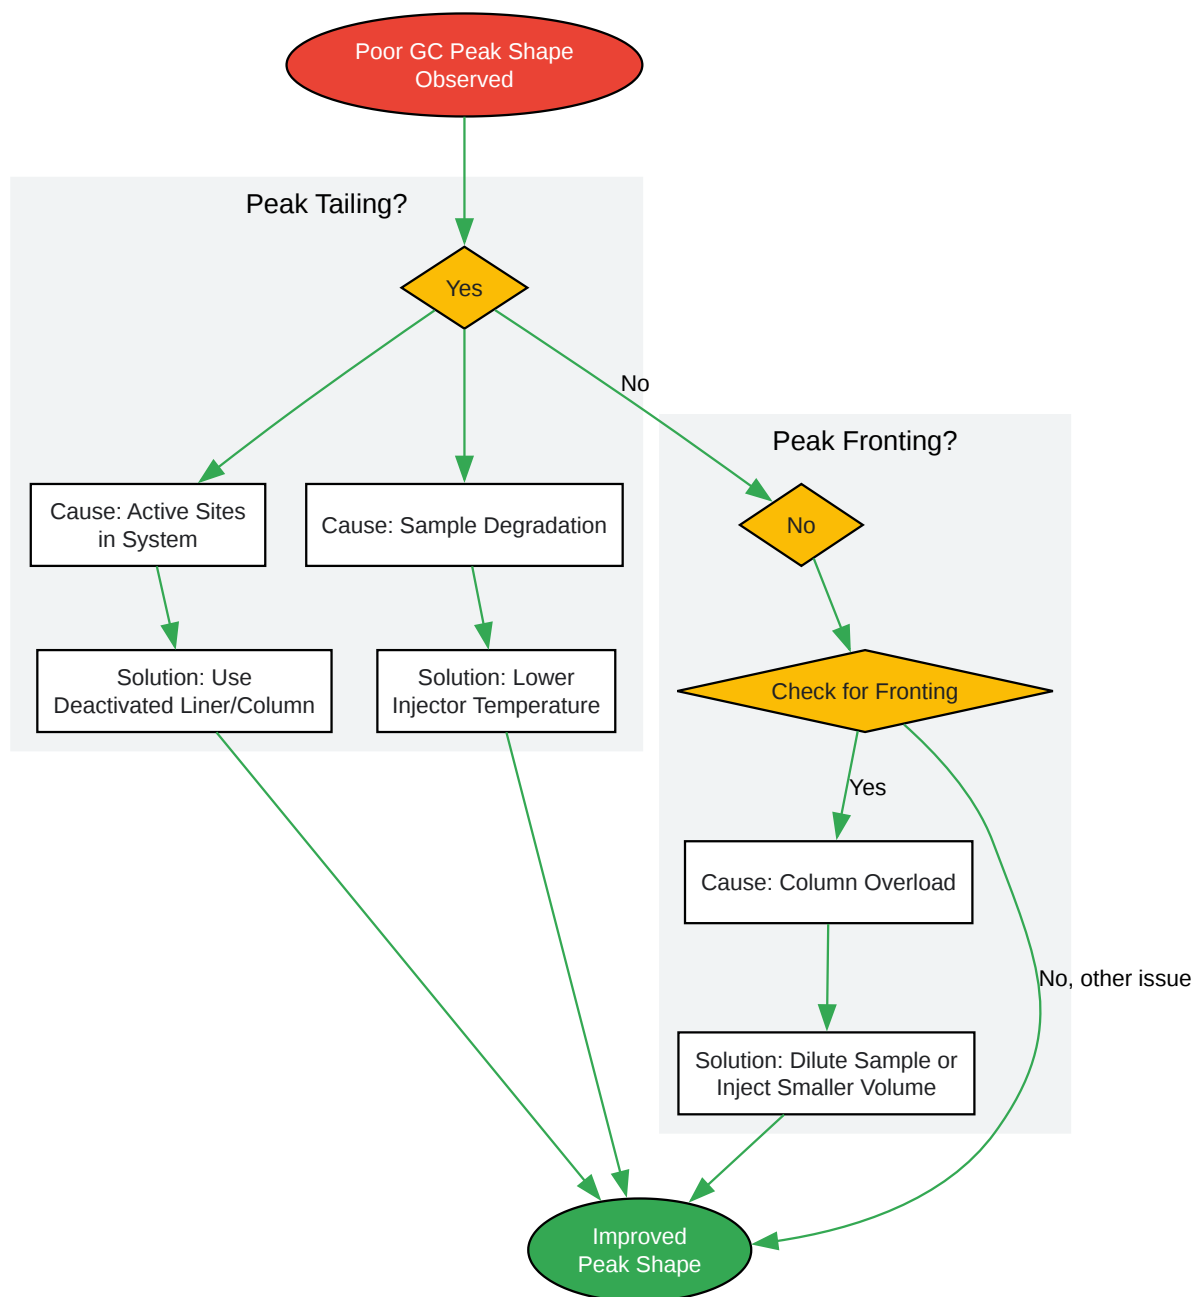 Poor GC Peak Shape
Observed
Peak Tailing?
Yes
No
Peak Fronting?
Cause: Active Sites
in System
Cause: Sample Degradation
No
Solution: Use
Deactivated Liner/Column
Solution: Lower
Injector Temperature
Check for Fronting
Yes
Cause: Column Overload
No, other issue
Solution: Dilute Sample or
Inject Smaller Volume
Improved
Peak Shape